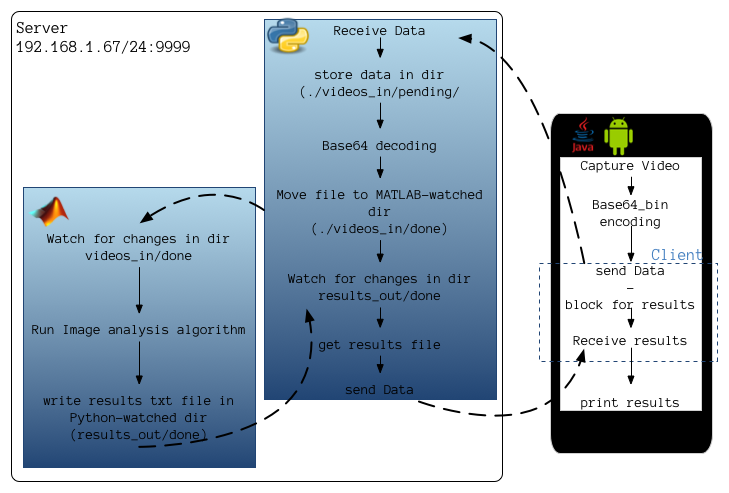 Server
192.168.1.67/24:9999
Receive Data
store data in dir
(./videos_in/pending/
Base64 decoding
Move file to MATLAB-watched
dir
(./videos_in/done)
Watch for changes in dir
results_out/done
get results file
send Data
Watch for changes in dir
videos_in/done
Run Image analysis algorithm
write results txt file in
Python-watched dir
(results_out/done)
Java
Capture Video
Base64_bin
encoding
Client
send Data
–
block for results
Receive results
print results